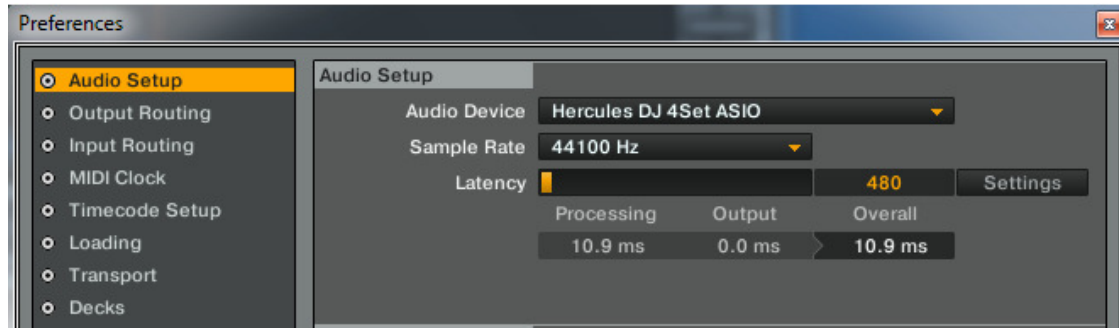 Preferences
Audio Setup
Output Routing
Input Routing
MIDI Clock
Timecode Setup
Loading
Transport
Decks
Audio Setup
Audio Device Hercules DJ 4Set ASIO
Sample Rate 44100 Hz
Latency 480 Settings
Processing Output Overall
10.9 ms 0.0 ms 10.9 ms